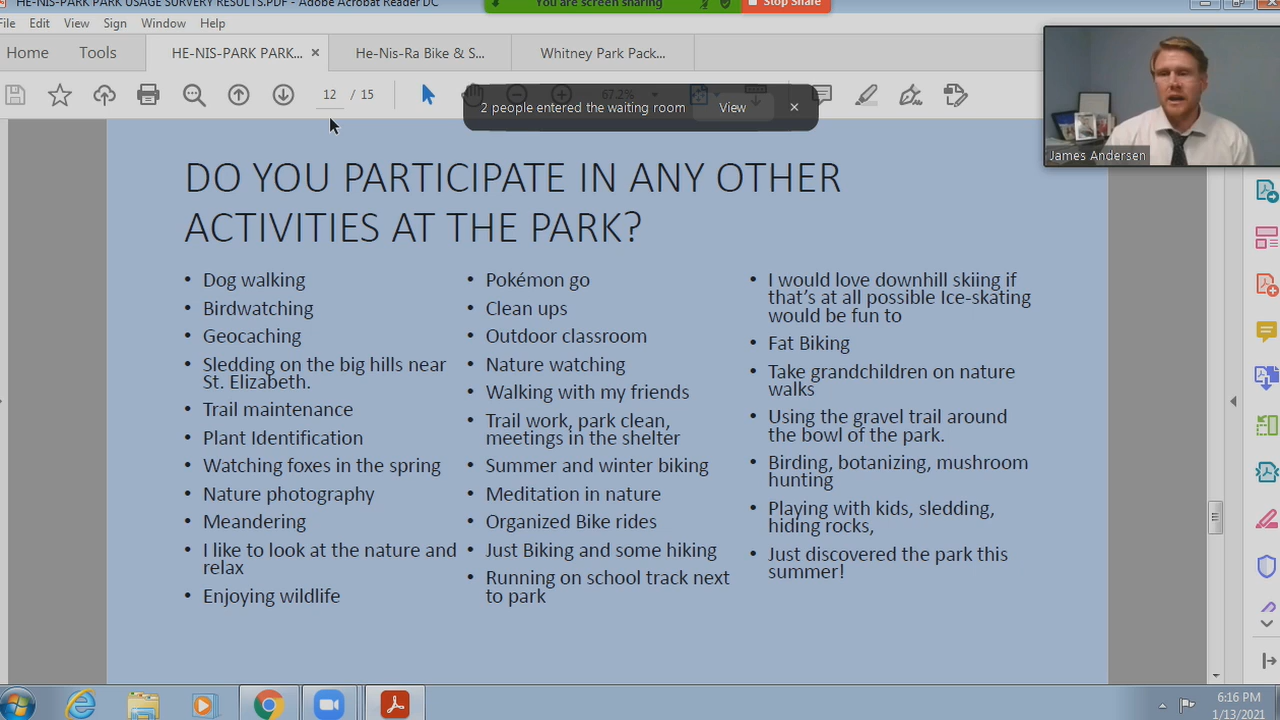 HE-NIS-PARK PARK USAGE SURVERY RESULTS.PDF - Adobe Acrobat Reader DC
You are screen sharing
Stop Share
File Edit View Sign Window Help
Home Tools HE-NIS-PARK PARK... × He-Nis-Ra Bike & S... Whitney Park Pack...
12 / 15 67.2%
2 people entered the waiting room View ×
James Andersen
DO YOU PARTICIPATE IN ANY OTHER
ACTIVITIES AT THE PARK?
• Dog walking
• Birdwatching
• Geocaching
• Sledding on the big hills near
St. Elizabeth.
• Trail maintenance
• Plant Identification
• Watching foxes in the spring
• Nature photography
• Meandering
• I like to look at the nature and
relax
• Enjoying wildlife
• Pokémon go
• Clean ups
• Outdoor classroom
• Nature watching
• Walking with my friends
• Trail work, park clean,
meetings in the shelter
• Summer and winter biking
• Meditation in nature
• Organized Bike rides
• Just Biking and some hiking
• Running on school track next
to park
• I would love downhill skiing if
that's at all possible Ice-skating
would be fun to
• Fat Biking
• Take grandchildren on nature
walks
• Using the gravel trail around
the bowl of the park.
• Birding, botanizing, mushroom
hunting
• Playing with kids, sledding,
hiding rocks,
• Just discovered the park this
summer!
6:16 PM
1/13/2021